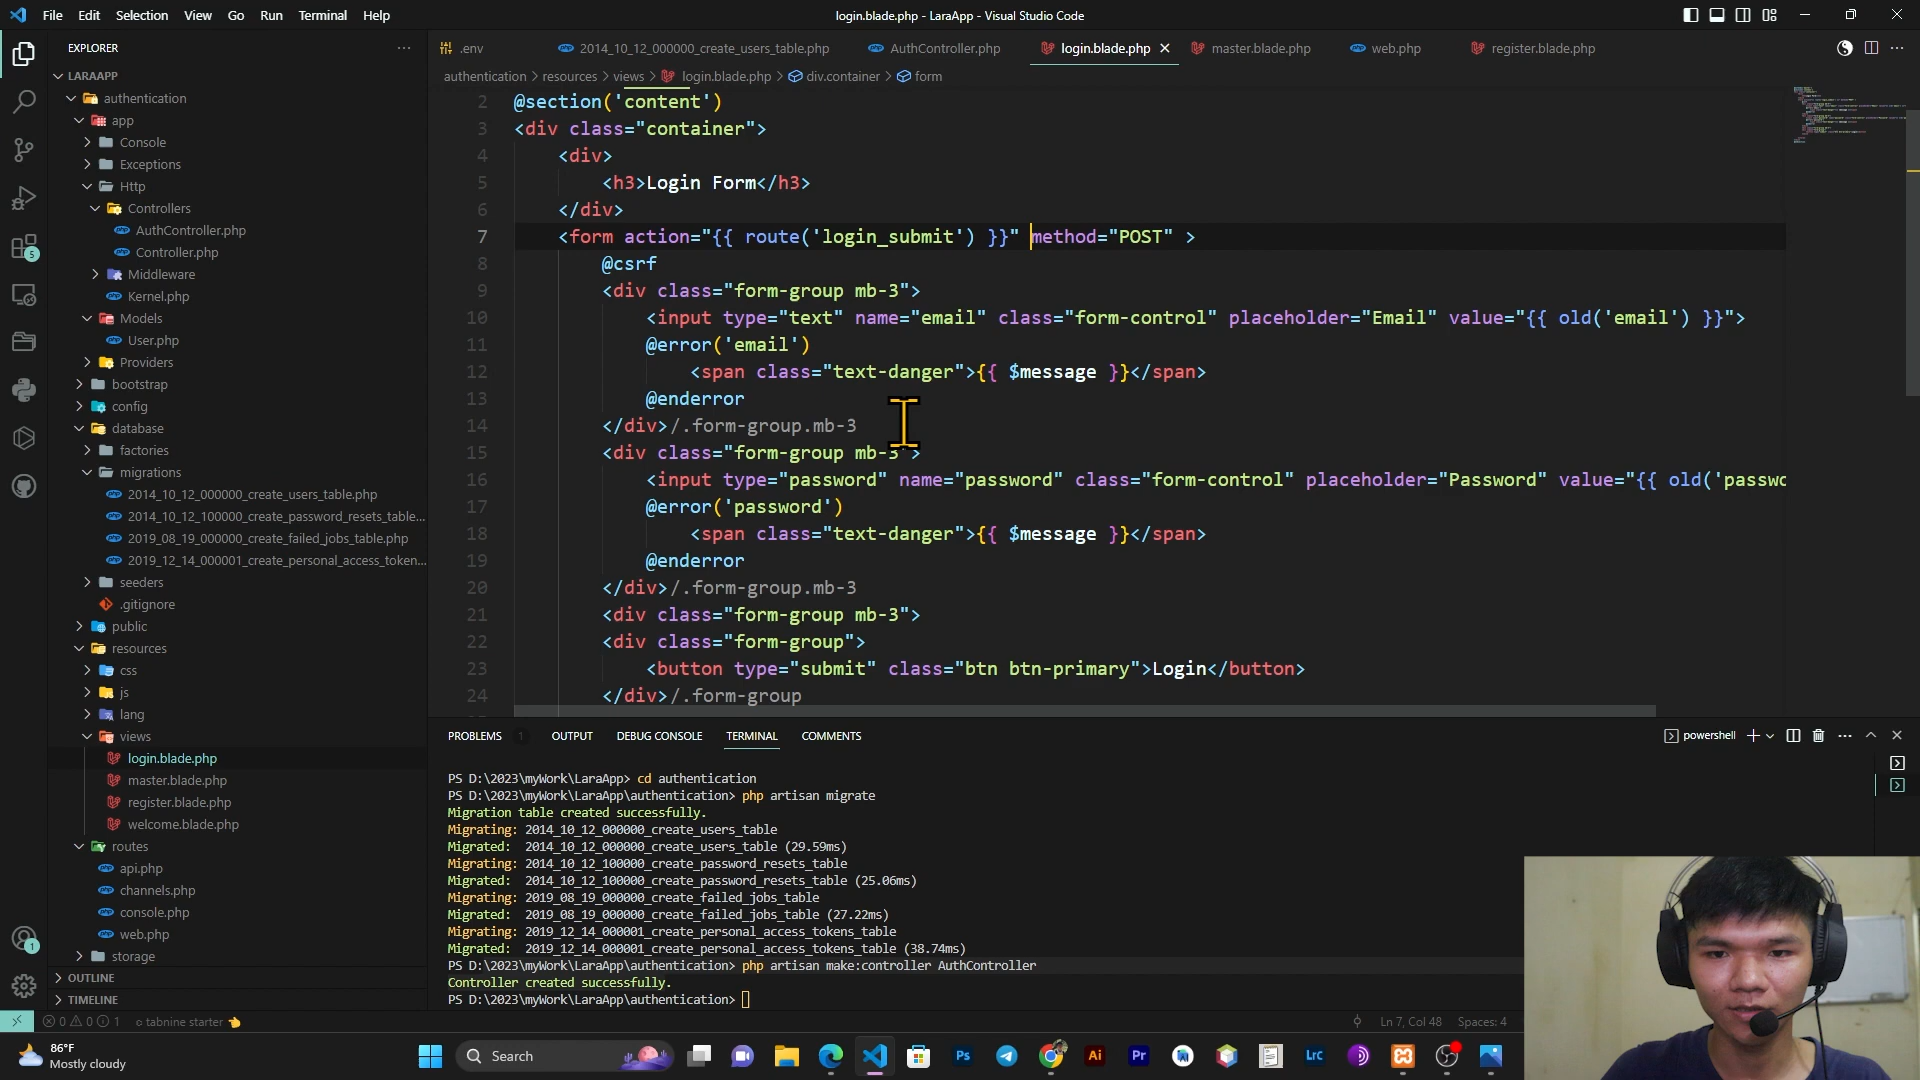 File Edit Selection View Go Run Terminal Help
login.blade.php - LaraApp - Visual Studio Code
EXPLORER
LARAAPP
authentication
app
Console
Exceptions
Http
Controllers
AuthController.php
Controller.php
Middleware
Kernel.php
Models
User.php
Providers
bootstrap
config
database
factories
migrations
2014_10_12_000000_create_users_table.php
2014_10_12_100000_create_password_resets_table...
2019_08_19_000000_create_failed_jobs_table.php
2019_12_14_000001_create_personal_access_token...
seeders
.gitignore
public
resources
css
js
lang
views
login.blade.php
master.blade.php
register.blade.php
welcome.blade.php
routes
api.php
channels.php
console.php
web.php
storage
OUTLINE
TIMELINE
5
1
.env 2014_10_12_000000_create_users_table.php AuthController.php login.blade.php master.blade.php web.php register.blade.php
authentication > resources > views > login.blade.php > div.container > form
2 @section('content')
3 <div class="container">
4 <div>
5 <h3>Login Form</h3>
6 </div>
7 <form action="{{ route('login_submit') }}" method="POST" >
8 @csrf
9 <div class="form-group mb-3">
10 <input type="text" name="email" class="form-control" placeholder="Email" value="{{ old('email') }}">
11 @error('email')
12 <span class="text-danger">{{ $message }}</span>
13 @enderror
14 </div>/.form-group.mb-3
15 <div class="form-group mb-3">
16 <input type="password" name="password" class="form-control" placeholder="Password" value="{{ old('passwo
17 @error('password')
18 <span class="text-danger">{{ $message }}</span>
19 @enderror
20 </div>/.form-group.mb-3
21 <div class="form-group mb-3">
22 <div class="form-group">
23 <button type="submit" class="btn btn-primary">Login</button>
24 </div>/.form-group
PROBLEMS 1 OUTPUT DEBUG CONSOLE TERMINAL COMMENTS
powershell
PS D:\2023\myWork\LaraApp> cd authentication
PS D:\2023\myWork\LaraApp\authentication> php artisan migrate
Migration table created successfully.
Migrating: 2014_10_12_000000_create_users_table
Migrated:  2014_10_12_000000_create_users_table (29.59ms)
Migrating: 2014_10_12_100000_create_password_resets_table
Migrated:  2014_10_12_100000_create_password_resets_table (25.06ms)
Migrating: 2019_08_19_000000_create_failed_jobs_table
Migrated:  2019_08_19_000000_create_failed_jobs_table (27.22ms)
Migrating: 2019_12_14_000001_create_personal_access_tokens_table
Migrated:  2019_12_14_000001_create_personal_access_tokens_table (38.74ms)
PS D:\2023\myWork\LaraApp\authentication> php artisan make:controller AuthController
Controller created successfully.
PS D:\2023\myWork\LaraApp\authentication>
0 0 1 tabnine starter
Ln 7, Col 48 Spaces: 4
86°F
Mostly cloudy
Search
Ps Ai Pr Lrc